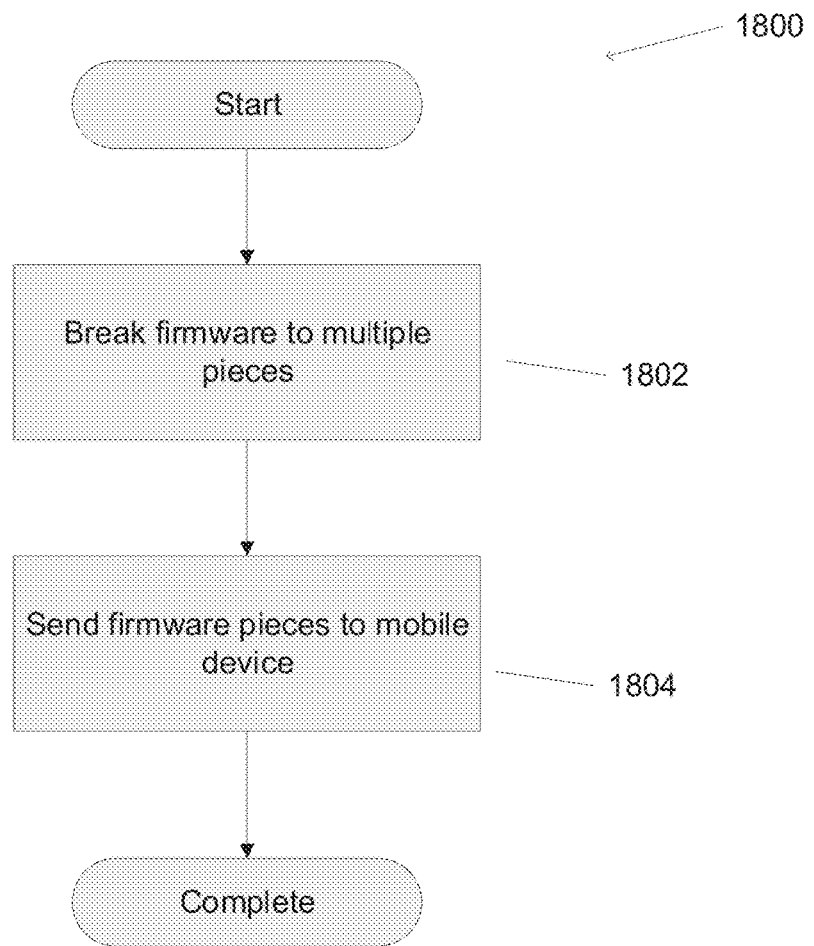 1800
Start
Break firmware to multiple
pieces
1802
Send firmware pieces to mobile
device
1804
Complete